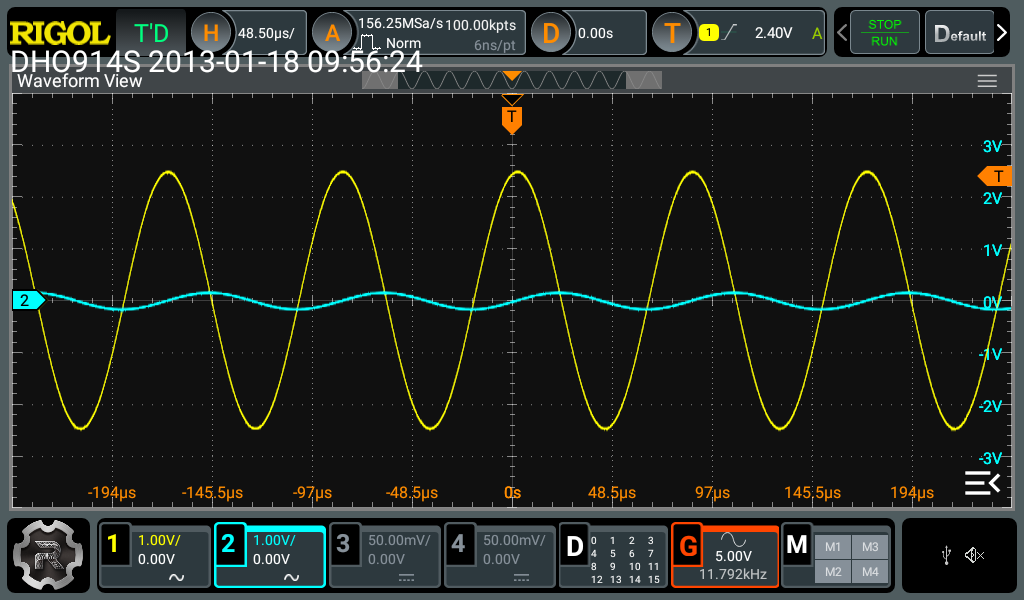 RIGOL T'D H 48.50µs/ A 156.25MSa/s 100.00kpts Norm 6ns/pt D 0.00s T 1 2.40V A STOP RUN Default
DHO914S 2013-01-18 09:56:24
Waveform View
T
3V
T
2V
1V
2
0V
-1V
-2V
-3V
-194µs -145.5µs -97µs -48.5µs 0s 48.5µs 97µs 145.5µs 194µs
1 1.00V/ 0.00V
2 1.00V/ 0.00V
3 50.00mV/ 0.00V
4 50.00mV/ 0.00V
D 0 1 2 3
4 5 6 7
8 9 10 11
12 13 14 15
G 5.00V 11.792kHz
M M1 M3
M2 M4